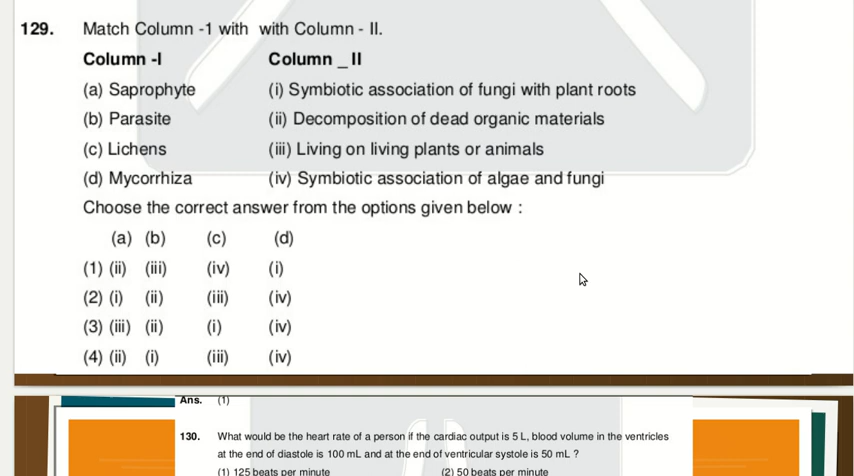 129. Match Column -1 with with Column - II.
Column -I Column _ II
(a) Saprophyte (i) Symbiotic association of fungi with plant roots
(b) Parasite (ii) Decomposition of dead organic materials
(c) Lichens (iii) Living on living plants or animals
(d) Mycorrhiza (iv) Symbiotic association of algae and fungi
Choose the correct answer from the options given below :
(a) (b) (c) (d)
(1) (ii) (iii) (iv) (i)
(2) (i) (ii) (iii) (iv)
(3) (iii) (ii) (i) (iv)
(4) (ii) (i) (iii) (iv)
Ans. (1)
130. What would be the heart rate of a person if the cardiac output is 5 L, blood volume in the ventricles
at the end of diastole is 100 mL and at the end of ventricular systole is 50 mL ?
(1) 125 beats per minute (2) 50 beats per minute